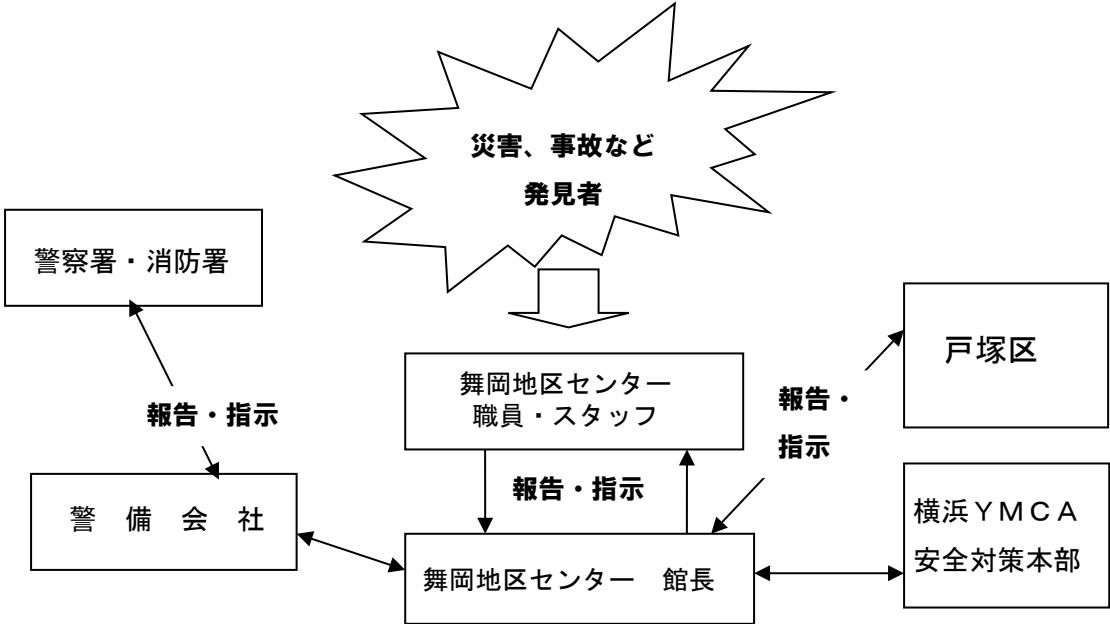 災害、事故など
発見者
警察署・消防署
戸塚区
舞岡地区センター
職員・スタッフ
報告・
指示
報告・指示
報告・指示
警　備　会　社
横浜ＹＭＣＡ
安全対策本部
舞岡地区センター　館長